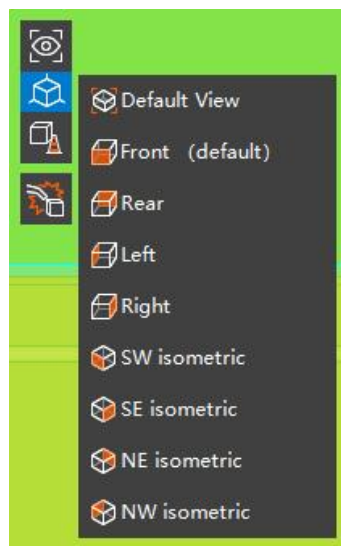 Default View
Front (default)
Rear
Left
Right
SW isometric
SE isometric
NE isometric
NW isometric